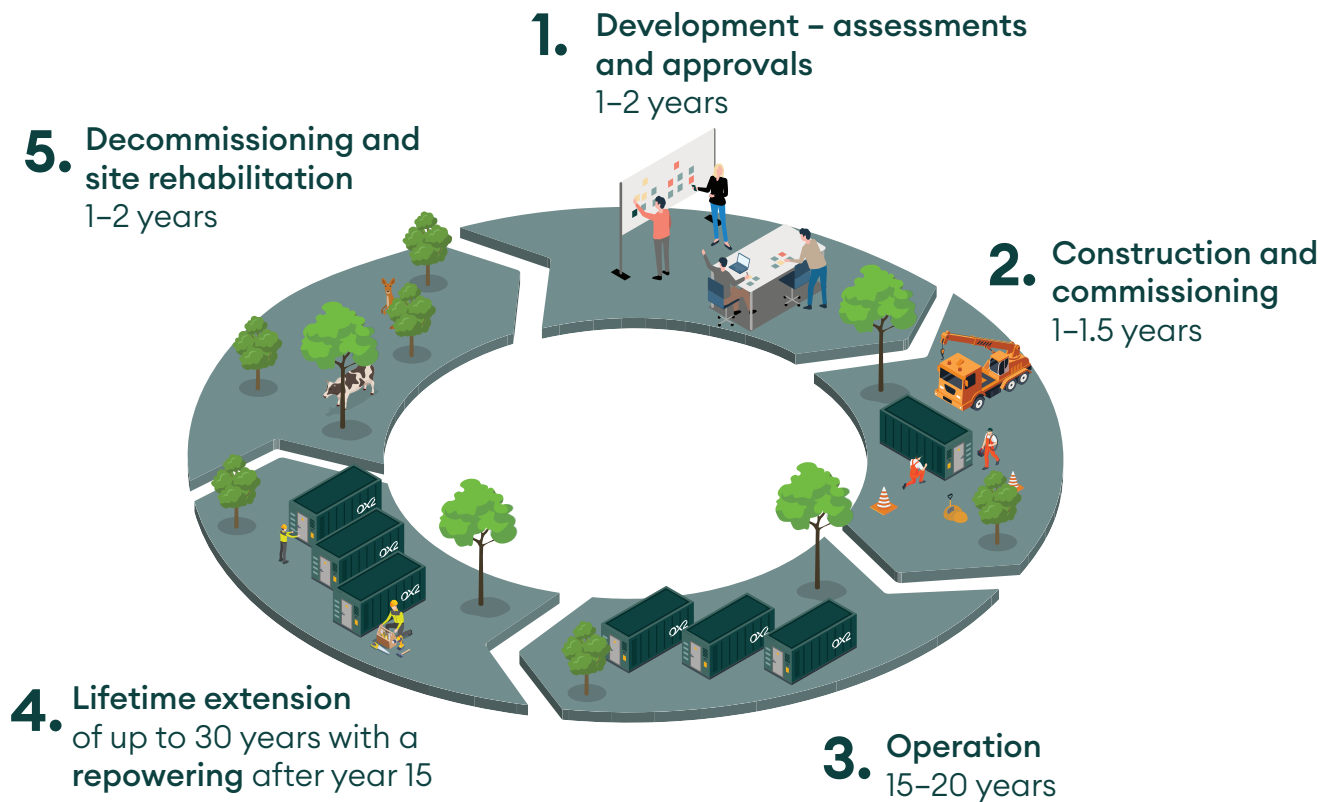 1.
Development – assessments
and approvals
1–2 years
2.
Construction and
commissioning
1–1.5 years
3.
Operation
15–20 years
4.
Lifetime extension
of up to 30 years with a
repowering after year 15
5.
Decommissioning and
site rehabilitation
1–2 years
OX2
OX2
OX2
OX2
OX2
OX2